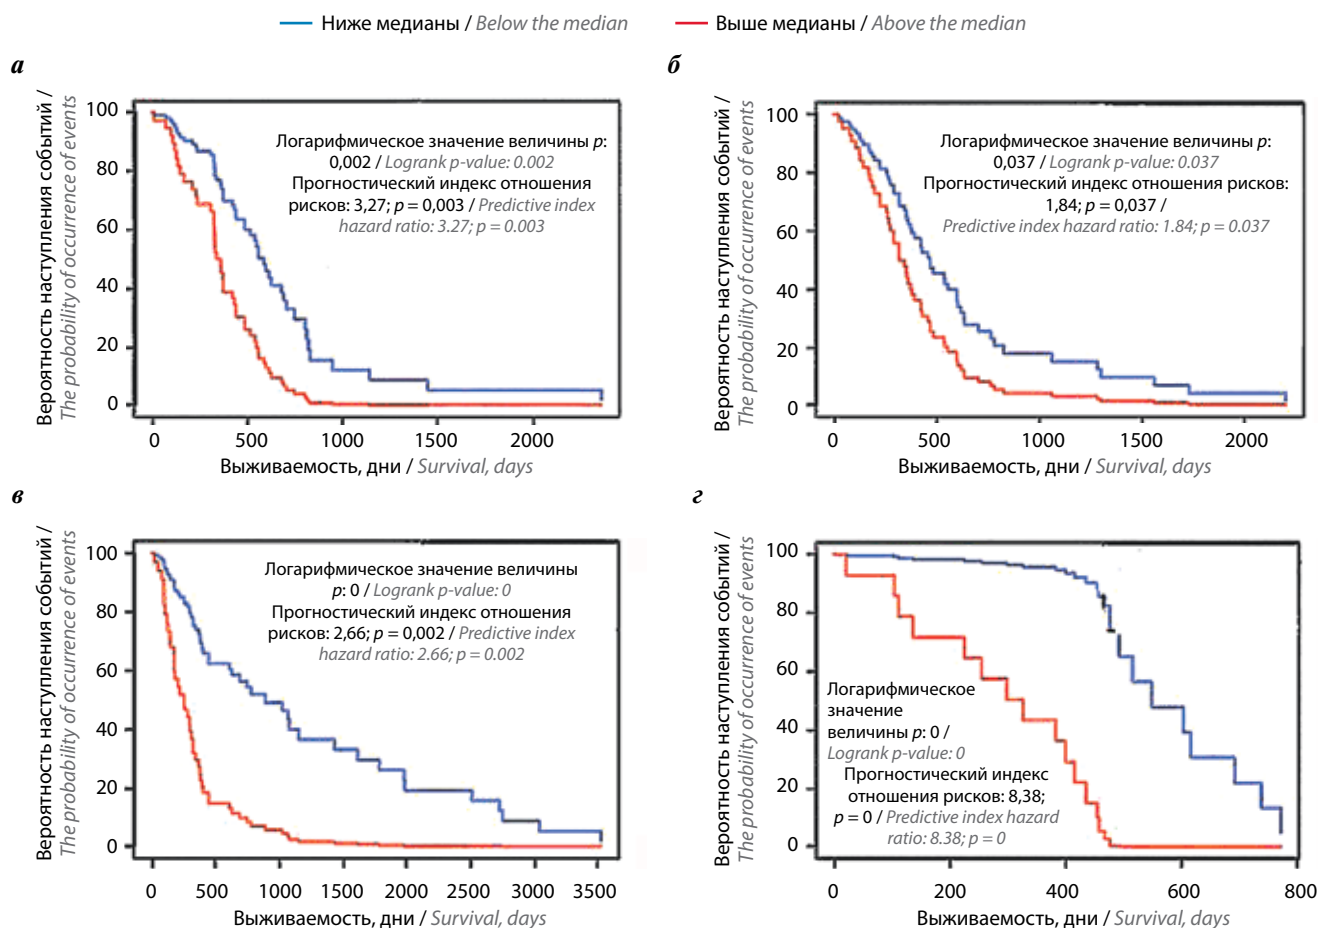 Ниже медианы / Below the median
Выше медианы / Above the median
а
Вероятность наступления событий /
The probability of occurrence of events
100
80
60
40
20
0
Логарифмическое значение величины p:
0,002 / Logrank p-value: 0.002
Прогностический индекс отношения
рисков: 3,27; p = 0,003 / Predictive index
hazard ratio: 3.27; p = 0.003
0 500 1000 1500 2000
Выживаемость, дни / Survival, days
б
Вероятность наступления событий /
The probability of occurrence of events
100
80
60
40
20
0
Логарифмическое значение величины p:
0,037 / Logrank p-value: 0.037
Прогностический индекс отношения рисков:
1,84; p = 0,037 /
Predictive index hazard ratio: 1.84; p = 0.037
0 500 1000 1500 2000
Выживаемость, дни / Survival, days
в
Вероятность наступления событий /
The probability of occurrence of events
100
80
60
40
20
0
Логарифмическое значение величины
p: 0 / Logrank p-value: 0
Прогностический индекс отношения
рисков: 2,66; p = 0,002 / Predictive index
hazard ratio: 2.66; p = 0.002
0 500 1000 1500 2000 2500 3000 3500
Выживаемость, дни / Survival, days
г
Вероятность наступления событий /
The probability of occurrence of events
100
80
60
40
20
0
Логарифмическое
значение
величины p: 0 /
Logrank p-value: 0
Прогностический индекс
отношения рисков: 8,38;
p = 0 / Predictive index hazard
ratio: 8.38; p = 0
0 200 400 600 800
Выживаемость, дни / Survival, days